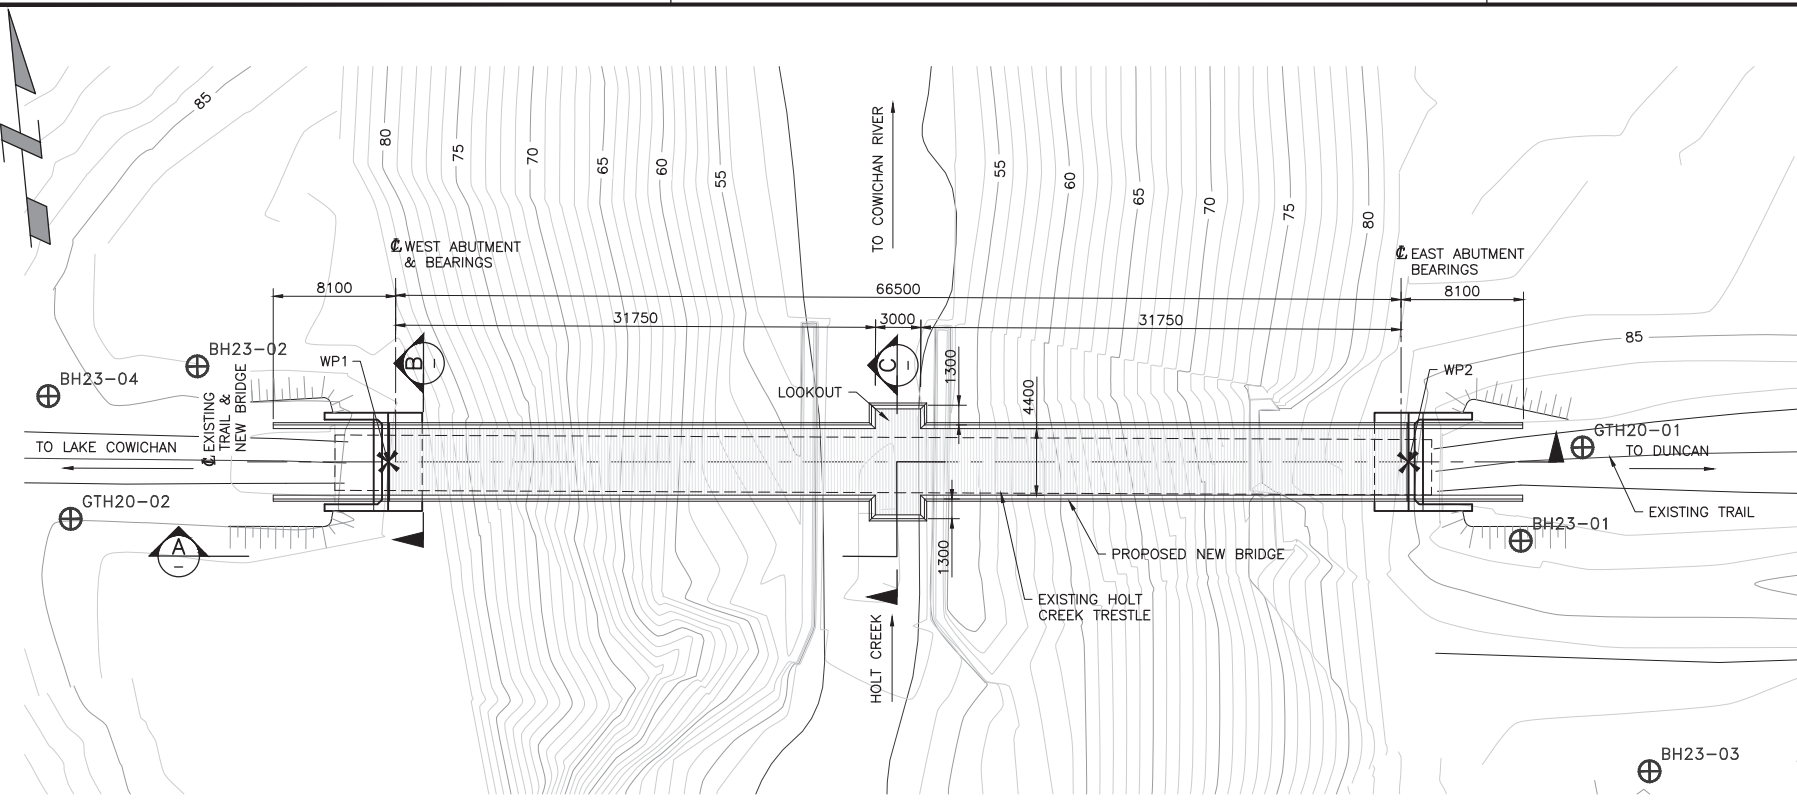 85
80
75
70
65
60
55
TO COWICHAN RIVER
55
60
65
70
75
80
℄ WEST ABUTMENT
& BEARINGS
℄ EAST ABUTMENT
BEARINGS
8100
66500
8100
31750
3000
31750
85
BH23-02
WP1
B
–
C
–
1300
WP2
BH23-04
LOOKOUT
4400
℄ EXISTING
TRAIL &
NEW BRIDGE
GTH20-01
TO LAKE COWICHAN
TO DUNCAN
GTH20-02
EXISTING TRAIL
BH23-01
A
–
1300
PROPOSED NEW BRIDGE
EXISTING HOLT
CREEK TRESTLE
HOLT CREEK
BH23-03